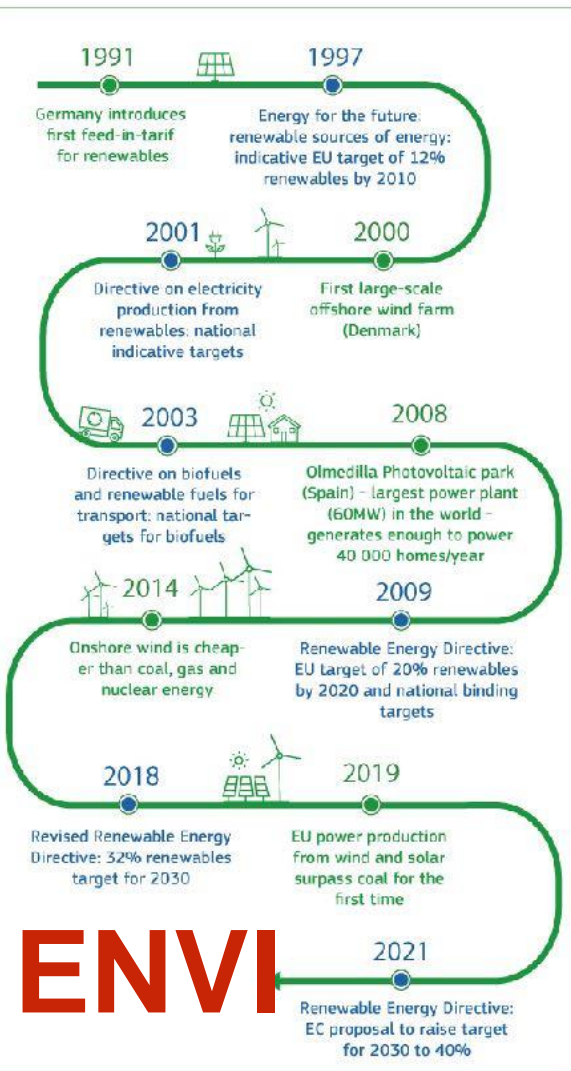 1991
Germany introduces
first feed-in-tarif
for renewables
1997
Energy for the future:
renewable sources of energy:
indicative EU target of 12%
renewables by 2010
2000
First large-scale
offshore wind farm
(Denmark)
2001
Directive on electricity
production from
renewables: national
indicative targets
2003
Directive on biofuels
and renewable fuels for
transport: national tar-
gets for biofuels
2008
Olmedilla Photovoltaic park
(Spain) - largest power plant
(60MW) in the world -
generates enough to power
40 000 homes/year
2009
Renewable Energy Directive:
EU target of 20% renewables
by 2020 and national binding
targets
2014
Onshore wind is cheap-
er than coal, gas and
nuclear energy
2018
Revised Renewable Energy
Directive: 32% renewables
target for 2030
2019
EU power production
from wind and solar
surpass coal for the
first time
2021
Renewable Energy Directive:
EC proposal to raise target
for 2030 to 40%
ENVI